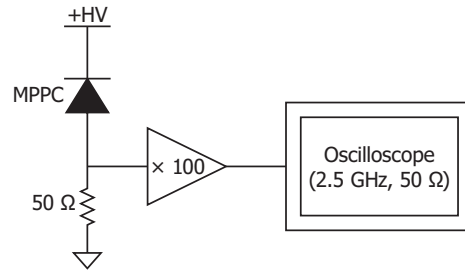 +HV
MPPC
× 100
50 Ω
Oscilloscope
(2.5 GHz, 50 Ω)